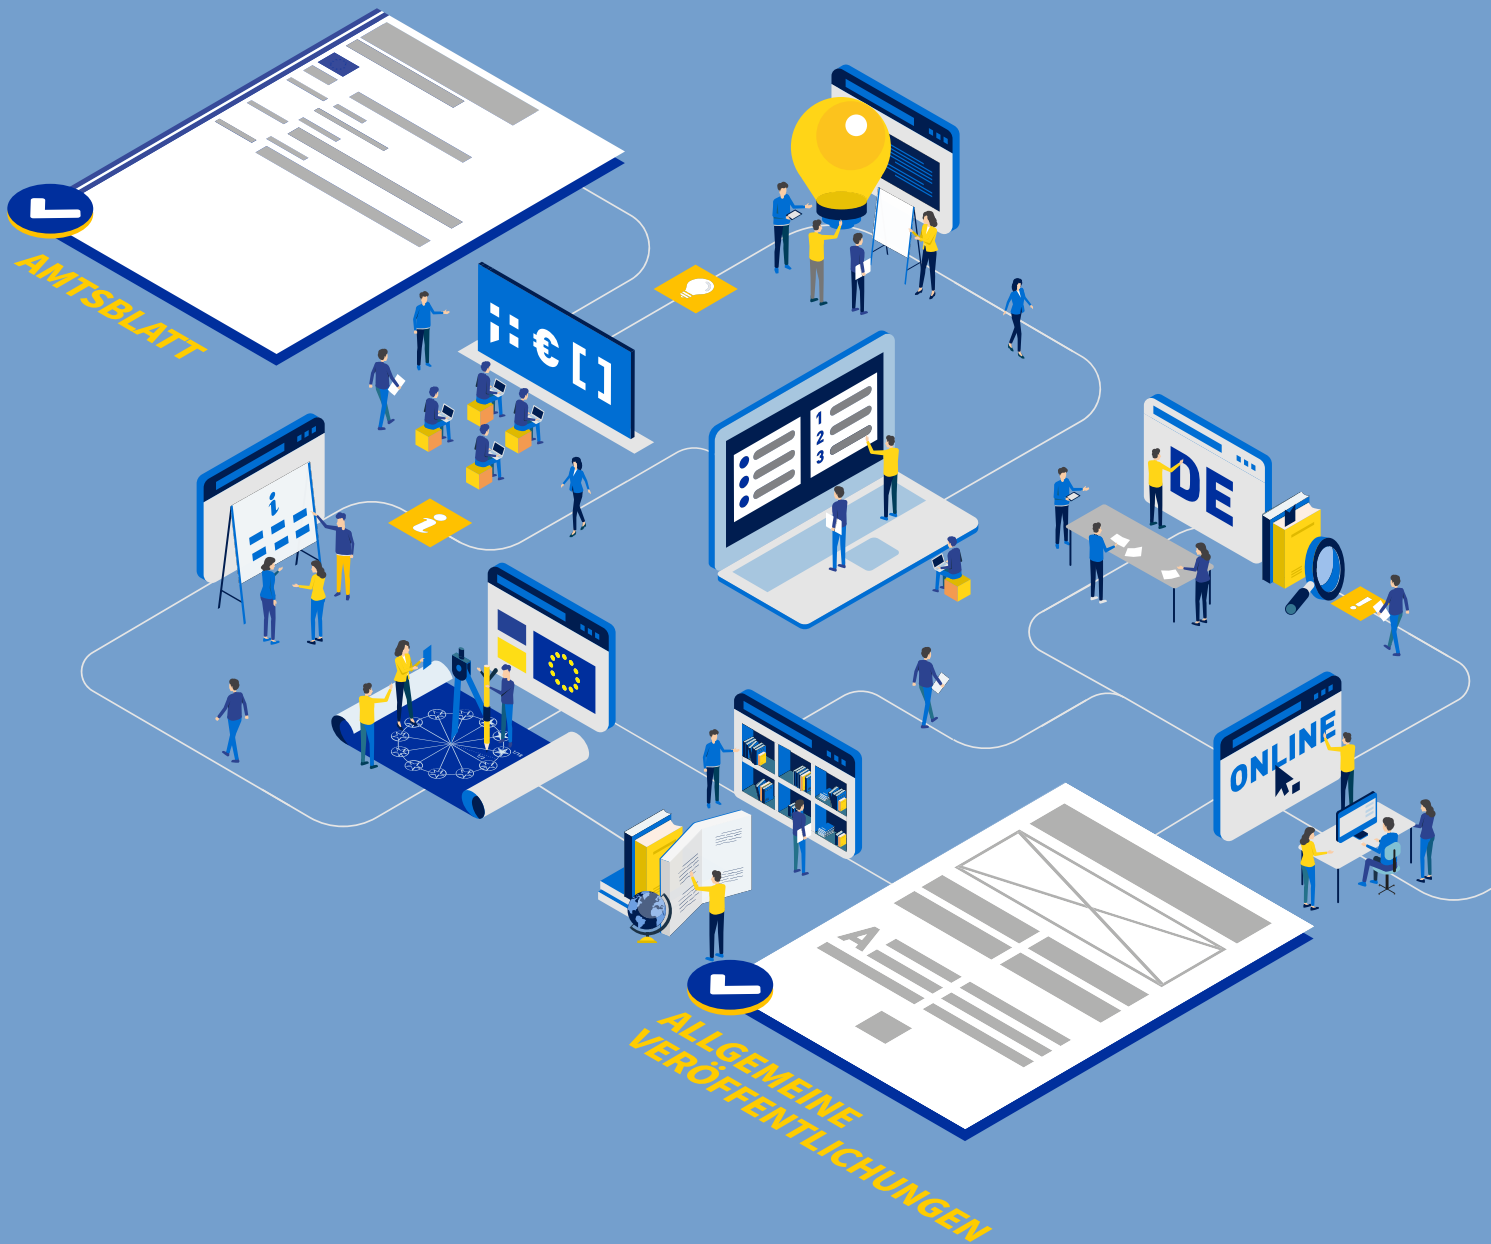 AMTSBLATT
¡:€[]
1
2
3
i
i
DE
i
ONLINE
A
ALLGEMEINE
VERÖFFENTLICHUNGEN